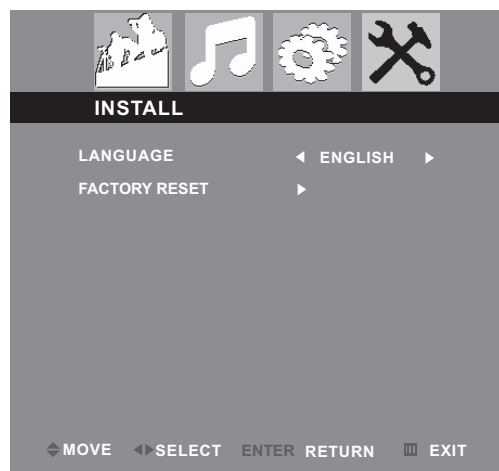 INSTALL
LANGUAGE ENGLISH
FACTORY RESET
MOVE SELECT ENTER RETURN EXIT